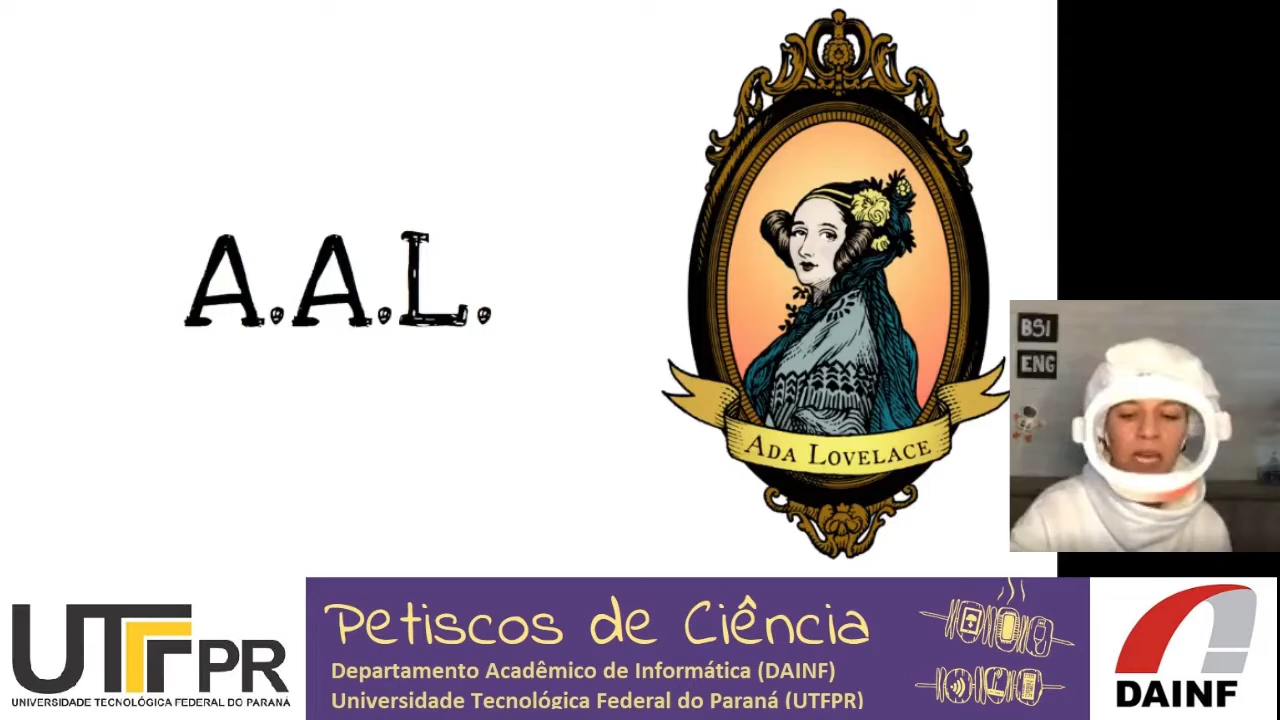 A.A.L.
ADA LOVELACE
BSI
ENG
UTFPR
UNIVERSIDADE TECNOLÓGICA FEDERAL DO PARANÁ
Petiscos de Ciência
Departamento Acadêmico de Informática (DAINF)
Universidade Tecnológica Federal do Paraná (UTFPR)
DAINF